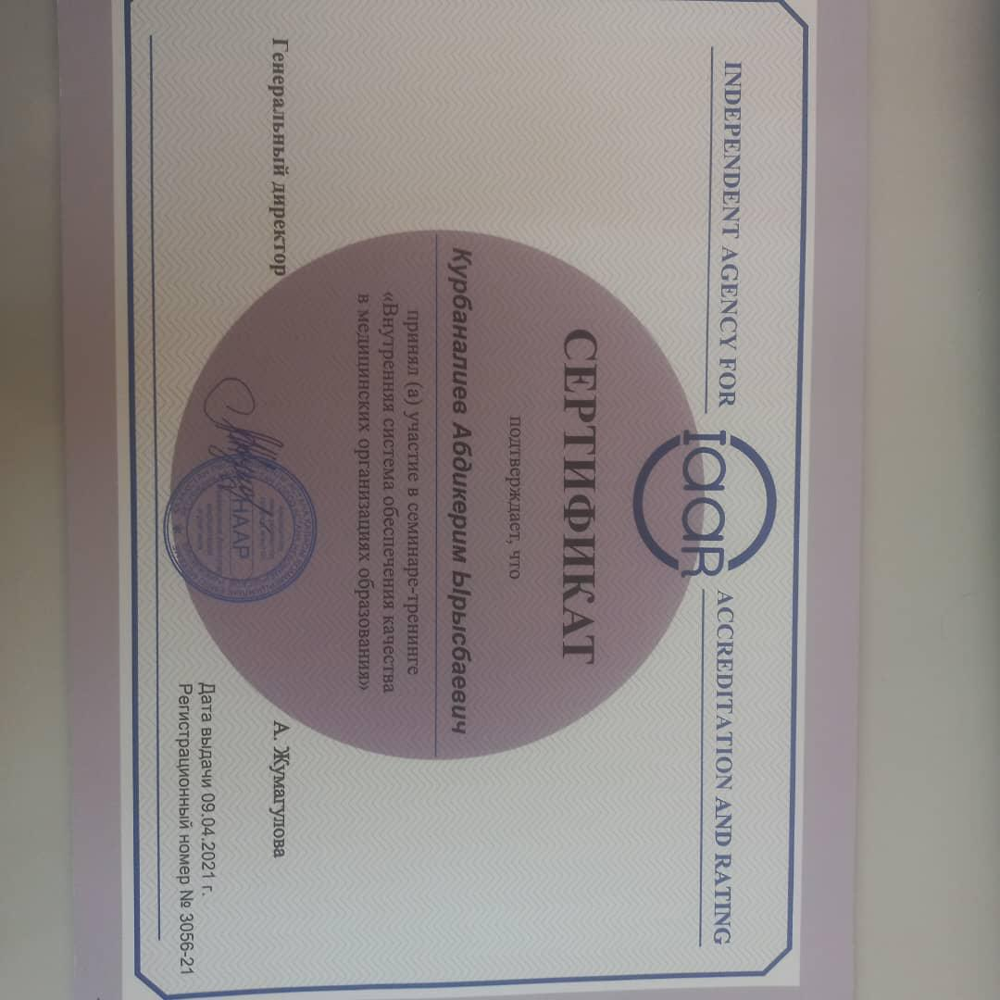 INDEPENDENT AGENCY FOR IaaR ACCREDITATION AND RATING
СЕРТИФИКАТ
подтверждает, что
Курбаналиев Абдикерим Ырысбаевич
принял (а) участие в семинаре-тренинге
«Внутренняя система обеспечения качества
в медицинских организациях образования»
Генеральный директор А. Жумагулова
НААР
Дата выдачи 09.04.2021 г.
Регистрационный номер № 3056-21